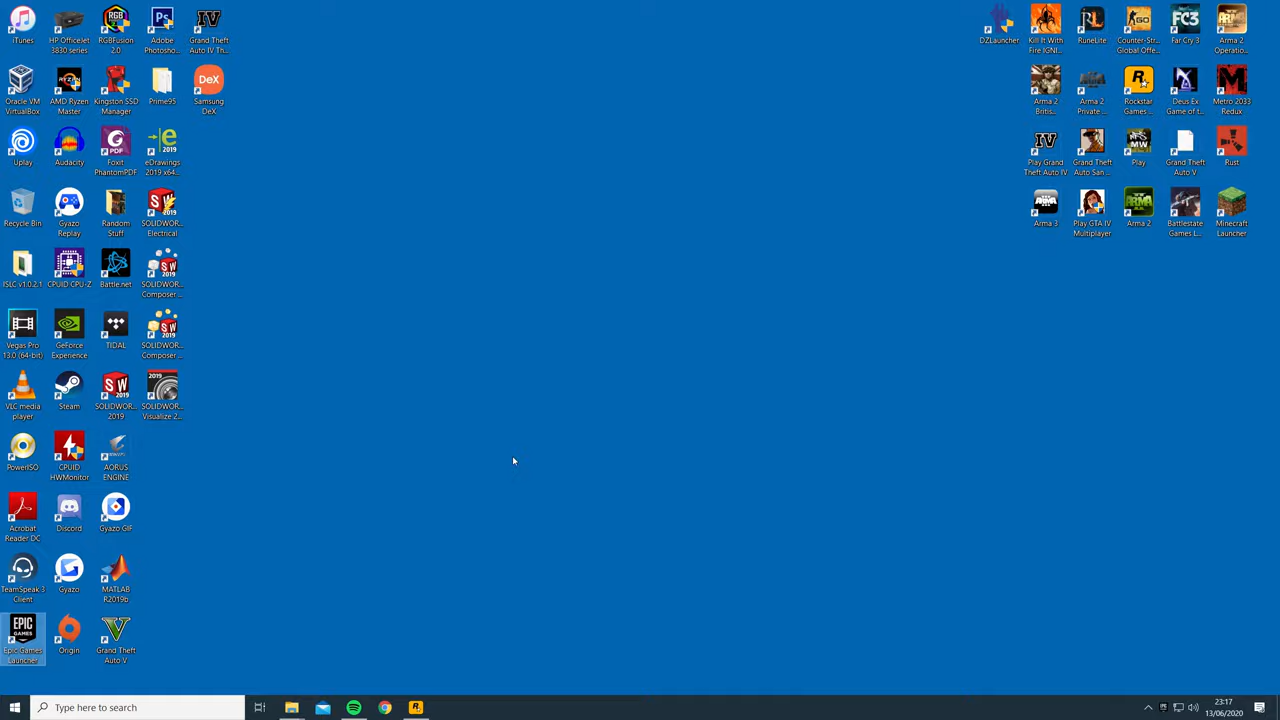 iTunes
HP OfficeJet
3830 series
RGBFusion
2.0
Adobe
Photosho...
Grand Theft
Auto IV Th...
DZLauncher
Kill It With
Fire IGNI...
RuneLite
Counter-Str...
Global Offe...
Far Cry 3
Arma 2
Operatio...
Oracle VM
VirtualBox
AMD Ryzen
Master
Kingston SSD
Manager
Prime95
Samsung
DeX
Arma 2
Britis...
Arma 2
Private ...
Rockstar
Games ...
Deus Ex
Game of t...
Metro 2033
Redux
Uplay
Audacity
Foxit
PhantomPDF
eDrawings
2019 x64...
Play Grand
Theft Auto IV
Grand Theft
Auto San ...
Play
Grand Theft
Auto V
Rust
Recycle Bin
Gyazo
Replay
Random
Stuff
SOLIDWOR...
Electrical
Arma 3
Play GTA IV
Multiplayer
Arma 2
Battlestate
Games L...
Minecraft
Launcher
ISLC v1.0.2.1
CPUID CPU-Z
Battle.net
SOLIDWOR...
Composer ...
Vegas Pro
13.0 (64-bit)
GeForce
Experience
TIDAL
SOLIDWOR...
Composer ...
VLC media
player
Steam
SOLIDWOR...
2019
SOLIDWOR...
Visualize 2...
PowerISO
CPUID
HWMonitor
AORUS
ENGINE
Acrobat
Reader DC
Discord
Gyazo GIF
TeamSpeak 3
Client
Gyazo
MATLAB
R2019b
Epic Games
Launcher
Origin
Grand Theft
Auto V
Type here to search
23:17
13/06/2020